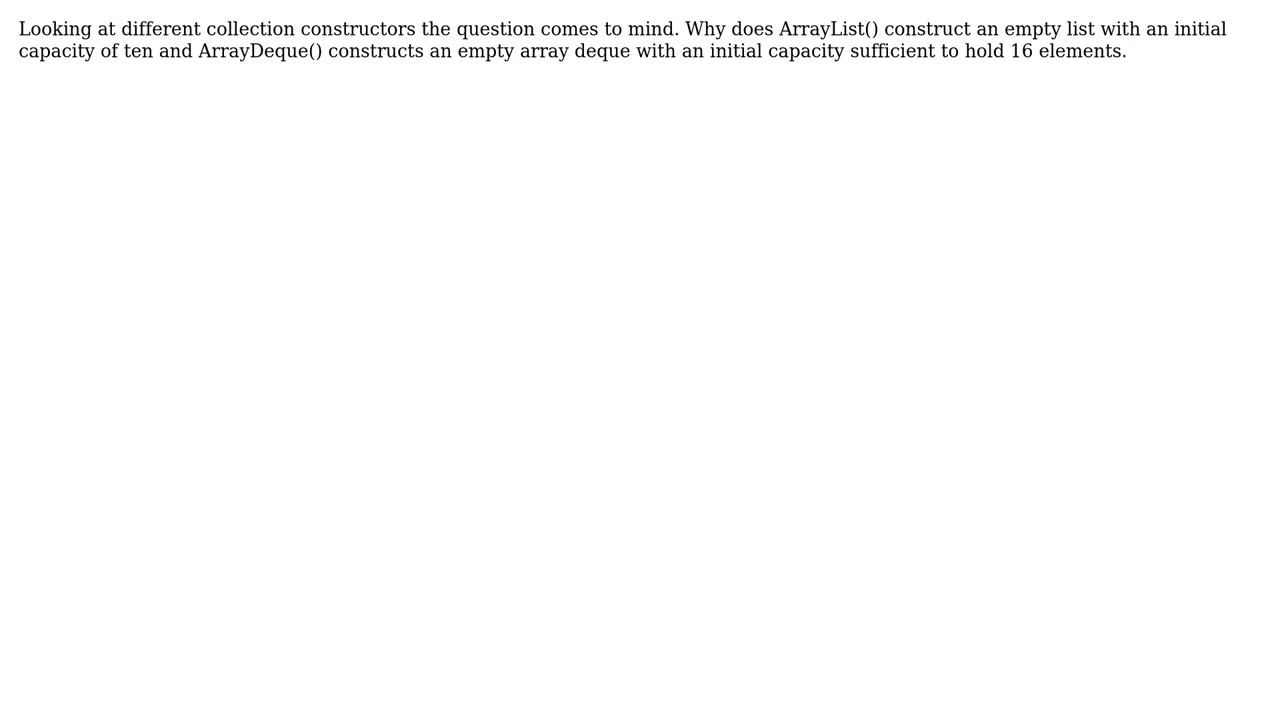 Looking at different collection constructors the question comes to mind. Why does ArrayList() construct an empty list with an initial
capacity of ten and ArrayDeque() constructs an empty array deque with an initial capacity sufficient to hold 16 elements.